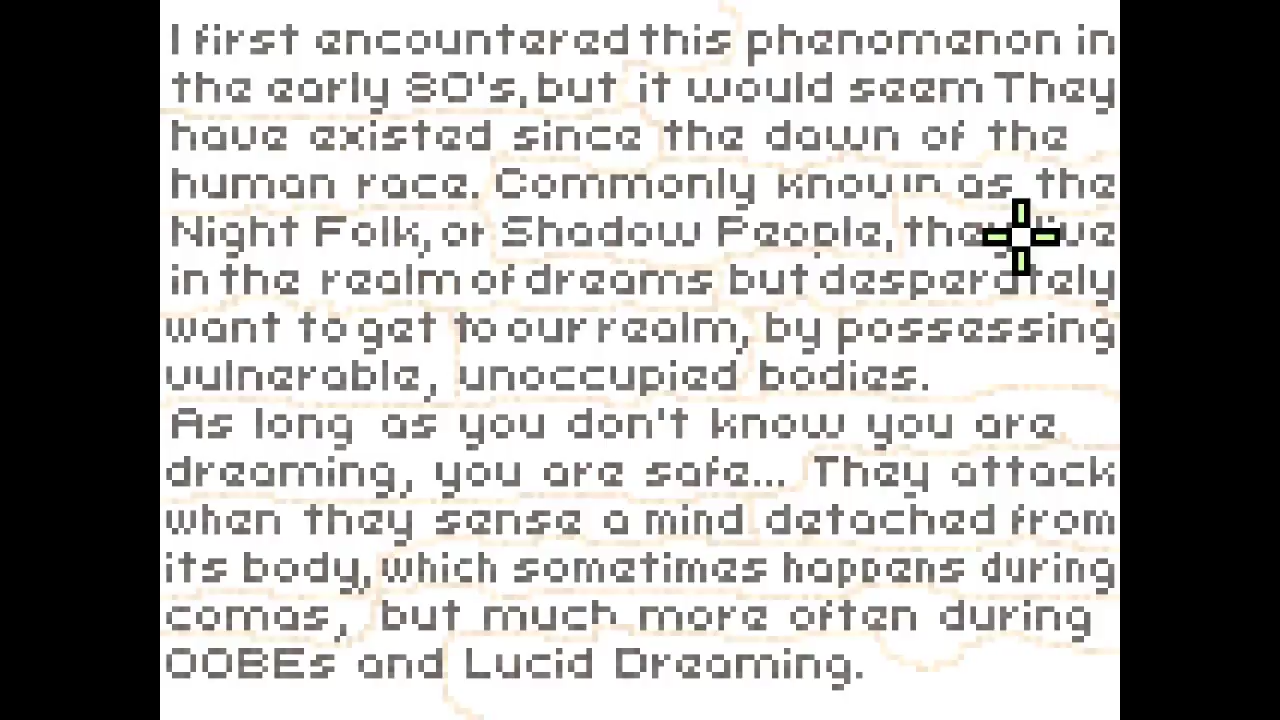 I first encountered this phenomenon in
the early 80's, but it would seem They
have existed since the dawn of the
human race. Commonly known as the
Night Folk, or Shadow People, they live
in the realm of dreams but desperately
want to get to our realm, by possessing
vulnerable, unoccupied bodies.
As long as you don't know you are
dreaming, you are safe... They attack
when they sense a mind detached from
its body, which sometimes happens during
comas, but much more often during
OOBEs and Lucid Dreaming.